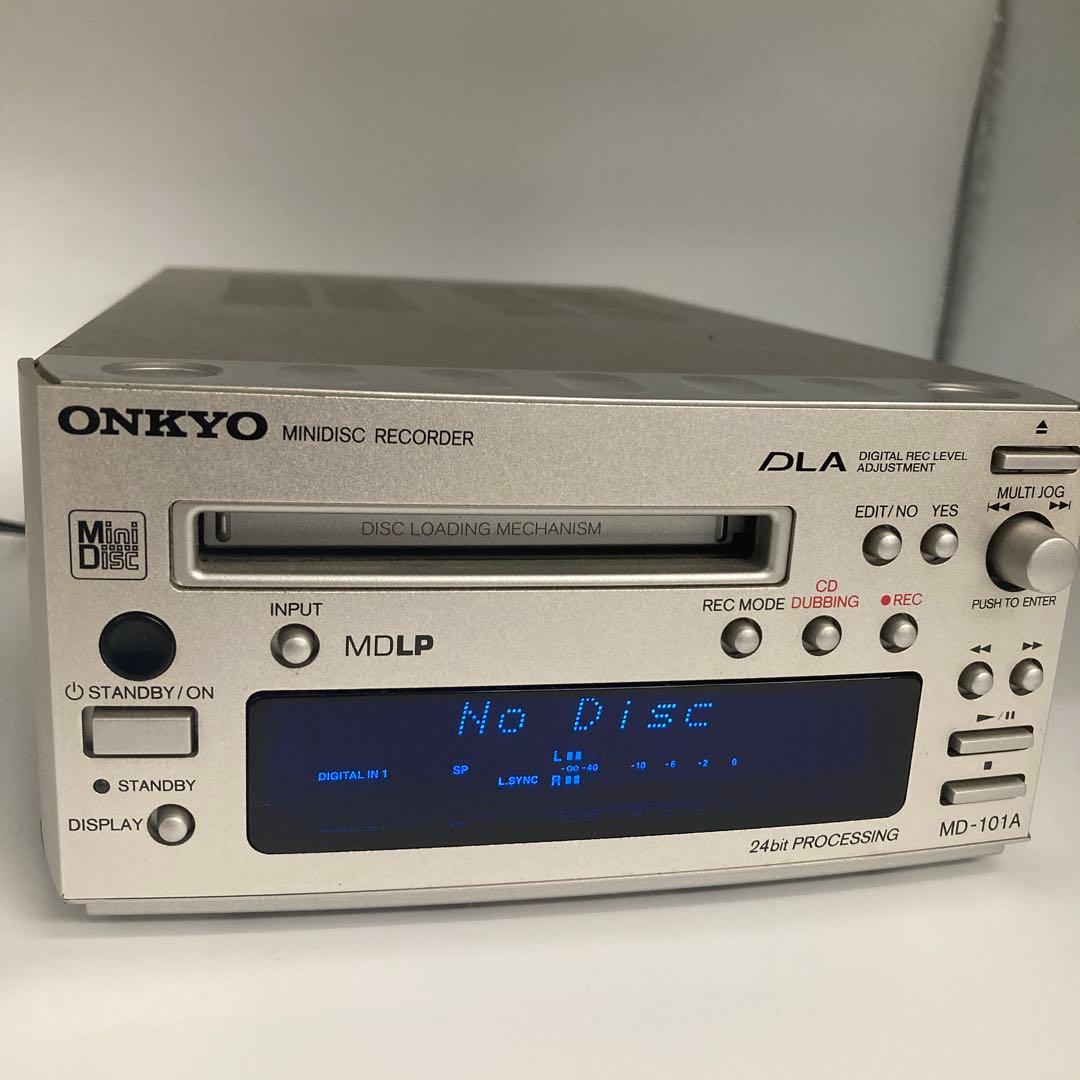 ONKYO MINIDISC RECORDER
DLA DIGITAL REC LEVEL
ADJUSTMENT
MULTI JOG
EDIT/NO YES
Mini
Disc
DISC LOADING MECHANISM
PUSH TO ENTER
INPUT
MDLP
REC MODE
CD
DUBBING
REC
STANDBY/ON
No Disc
DIGITAL IN 1
SP
L.SYNC
L
-∞ -40 -10 -6 -2 0
R
STANDBY
DISPLAY
24bit PROCESSING
MD-101A